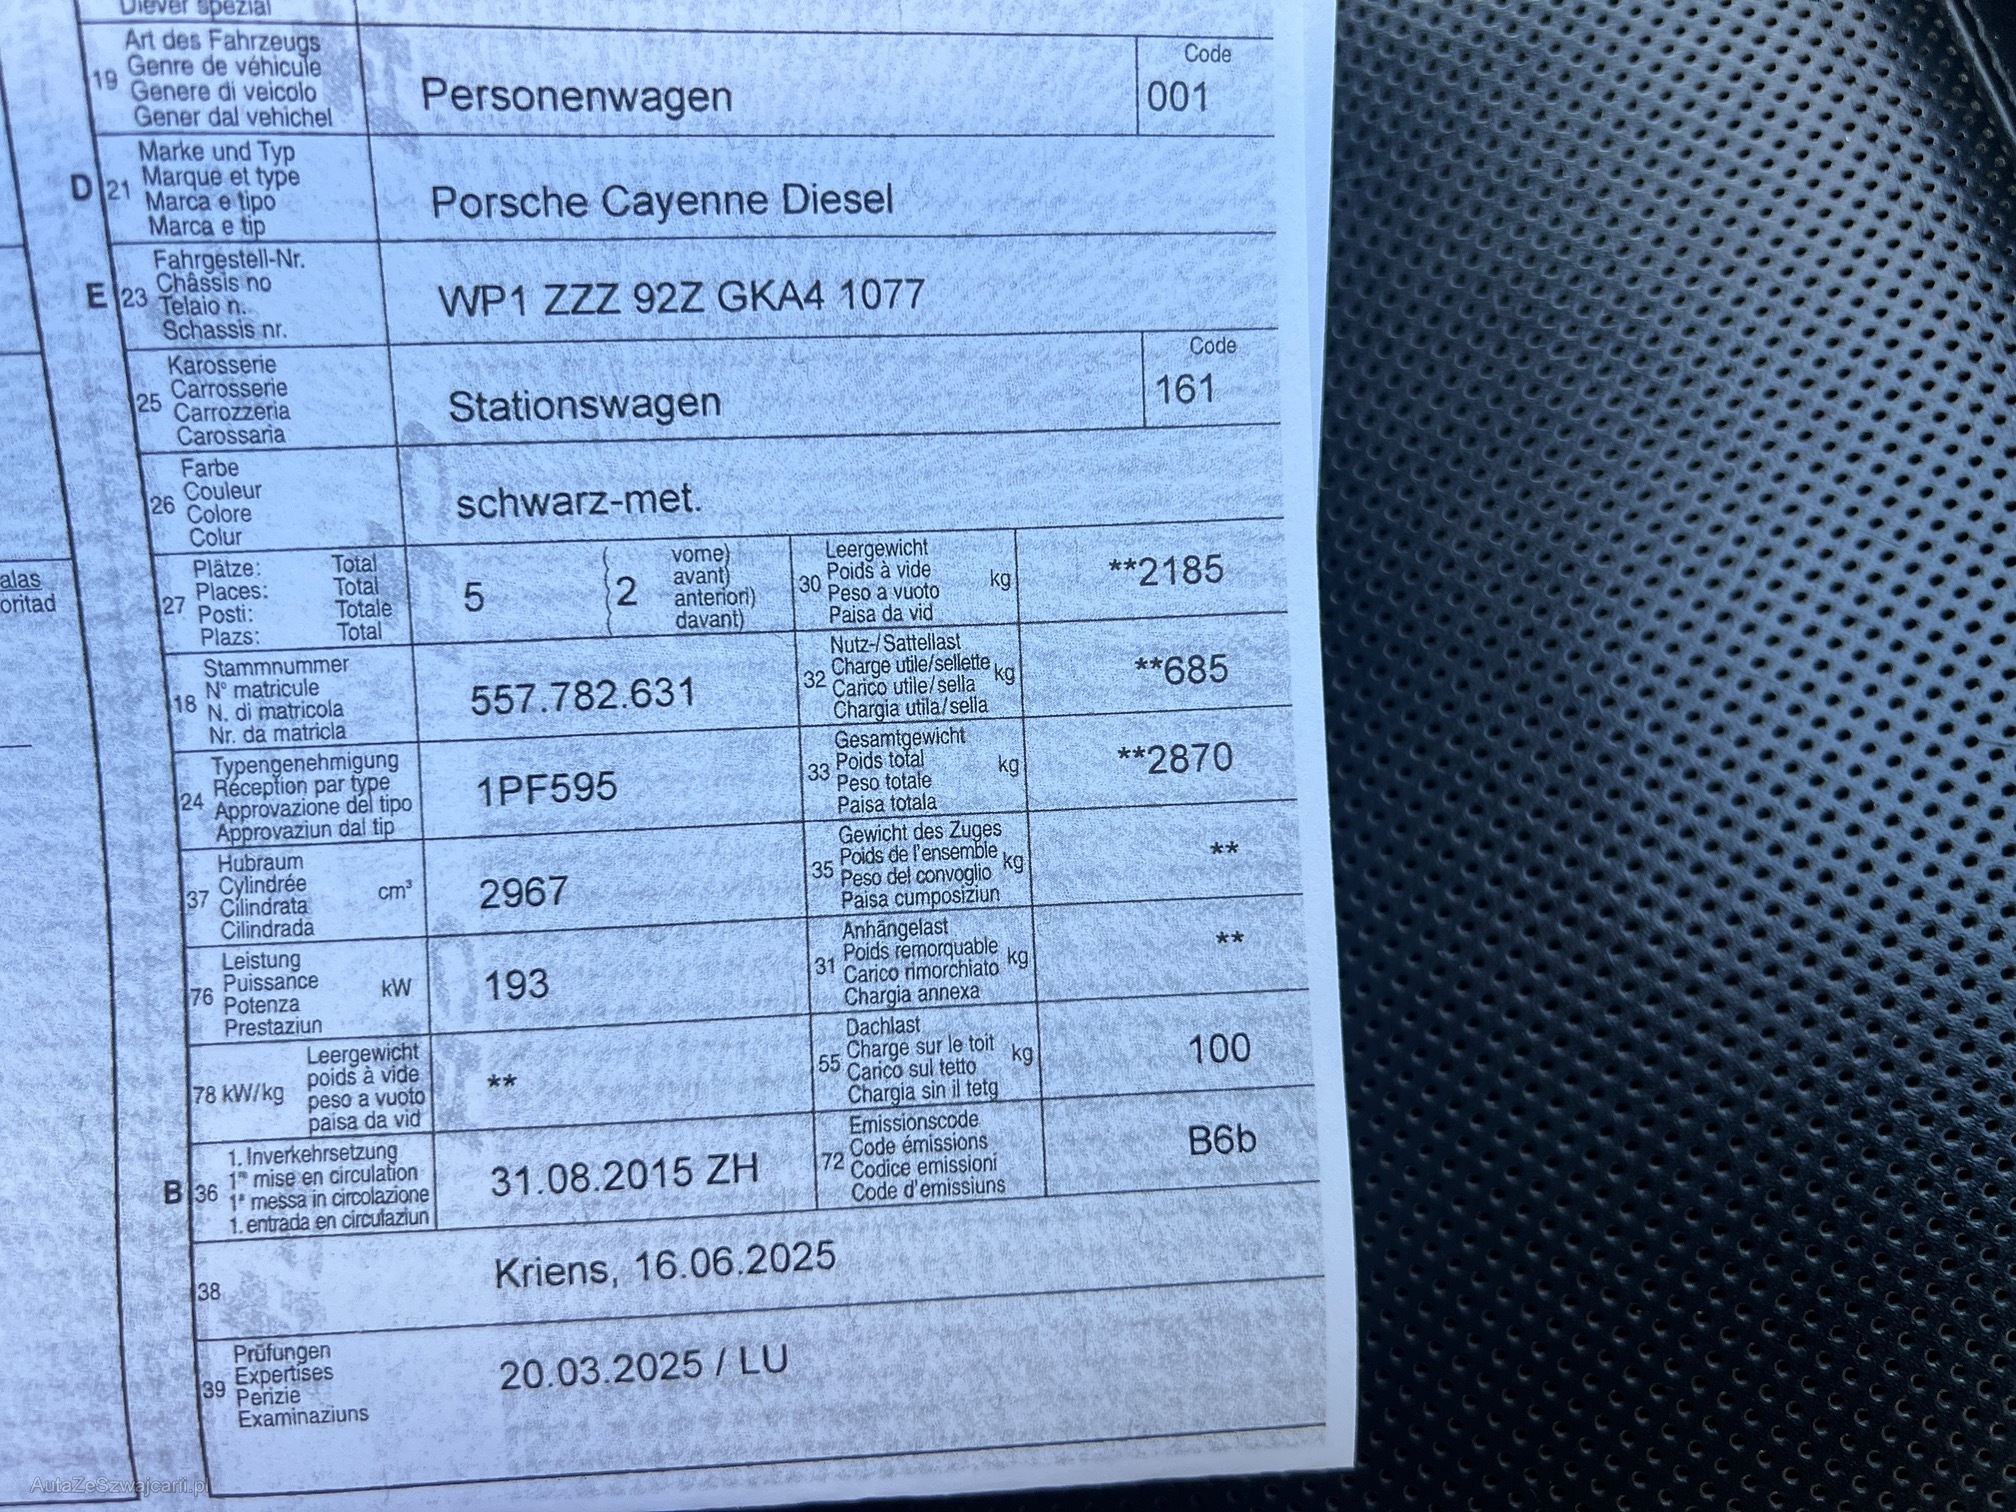 Diever spezial
Art des Fahrzeugs
Genre de véhicule
19 Genere di veicolo
Gener dal vehichel
Personenwagen
Code
001
Marke und Typ
D 21 Marque et type
Marca e tipo
Marca e tip
Porsche Cayenne Diesel
Fahrgestell-Nr.
E 23 Châssis no
Telaio n.
Schassis nr.
WP1 ZZZ 92Z GKA4 1077
Karosserie
Carrosserie
25 Carrozzeria
Carossaria
Stationswagen
Code
161
Farbe
26 Couleur
Colore
Colur
schwarz-met.
alas
oritad
Plätze: Total
27 Places: Total
Posti: Totale
Plazs: Total
5
( vorne)
2 avant)
anteriori)
( davant)
Leergewicht
30 Poids à vide kg
Peso a vuoto
Paisa da vid
**2185
Stammnummer
18 N° matricule
N. di matricola
Nr. da matricla
557.782.631
Nutz-/Sattellast
32 Charge utile/sellette kg
Carico utile/sella
Chargia utila/sella
**685
Typengenehmigung
24 Réception par type
Approvazione del tipo
Approvaziun dal tip
1PF595
Gesamtgewicht
33 Poids total kg
Peso totale
Paisa totala
**2870
Hubraum
37 Cylindrée cm³
Cilindrata
Cilindrada
2967
Gewicht des Zuges
35 Poids de l'ensemble kg
Peso del convoglio
Paisa cumposiziun
**
Leistung
76 Puissance kW
Potenza
Prestaziun
193
Anhängelast
31 Poids remorquable kg
Carico rimorchiato
Chargia annexa
**
Leergewicht
78 kW/kg poids à vide
peso a vuoto
paisa da vid
**
Dachlast
55 Charge sur le toit kg
Carico sul tetto
Chargia sin il tetg
100
1. Inverkehrsetzung
B 36 1re mise en circulation
1a messa in circolazione
1. entrada en circulaziun
31.08.2015 ZH
Emissionscode
72 Code émissions
Codice emissioni
Code d'emissiuns
B6b
38
Kriens, 16.06.2025
Prüfungen
39 Expertises
Perizie
Examinaziuns
20.03.2025 / LU
AutaZeSzwajcarii.pl